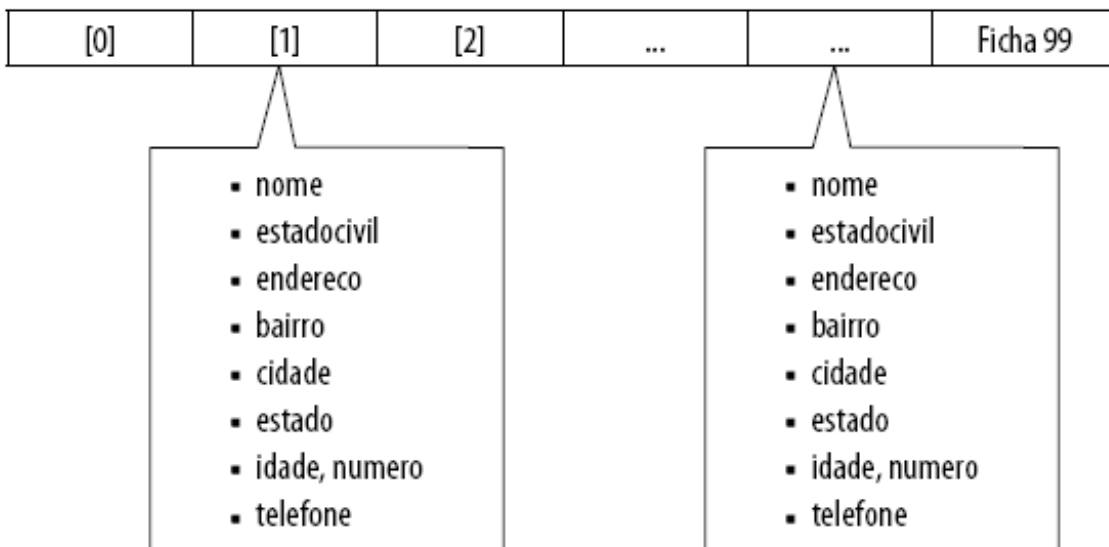 [0] [1] [2] ... ... Ficha 99
▪ nome
▪ estadocivil
▪ endereco
▪ bairro
▪ cidade
▪ estado
▪ idade, numero
▪ telefone
▪ nome
▪ estadocivil
▪ endereco
▪ bairro
▪ cidade
▪ estado
▪ idade, numero
▪ telefone